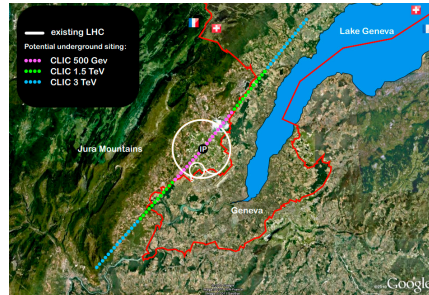 existing LHC
Potential underground siting:
CLIC 500 Gev
CLIC 1.5 TeV
CLIC 3 TeV
Lake Geneva
Jura Mountains
IP
Geneva
Google